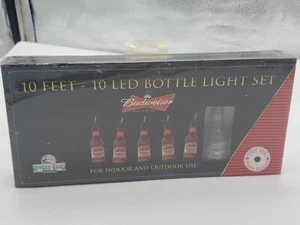 10 FEET - 10 LED BOTTLE LIGHT SET
Budweiser
FOR INDOOR AND OUTDOOR USE